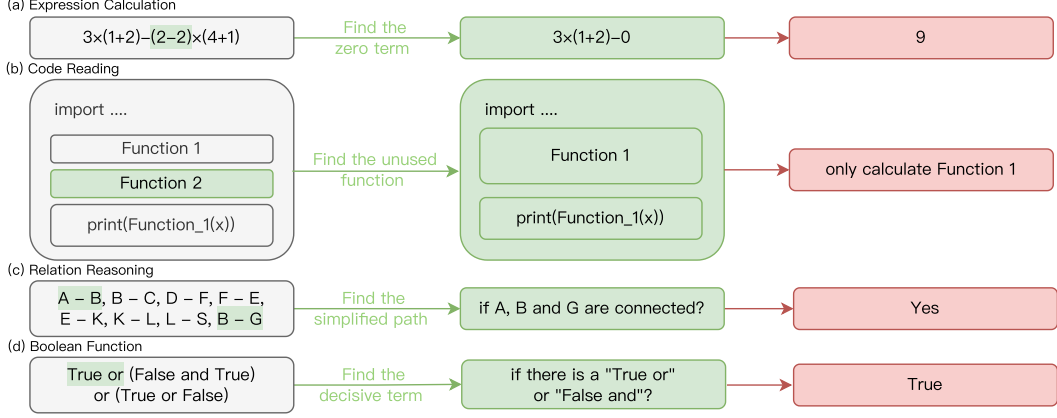 (a) Expression Calculation
3×(1+2)−(2−2)×(4+1)
Find the
zero term
3×(1+2)−0
9
(b) Code Reading
import ....
Function 1
Function 2
print(Function_1(x))
Find the unused
function
import ....
Function 1
print(Function_1(x))
only calculate Function 1
(c) Relation Reasoning
A − B, B − C, D − F, F − E,
E − K, K − L, L − S, B − G
Find the
simplified path
if A, B and G are connected?
Yes
(d) Boolean Function
True or (False and True)
or (True or False)
Find the
decisive term
if there is a "True or"
or "False and"?
True